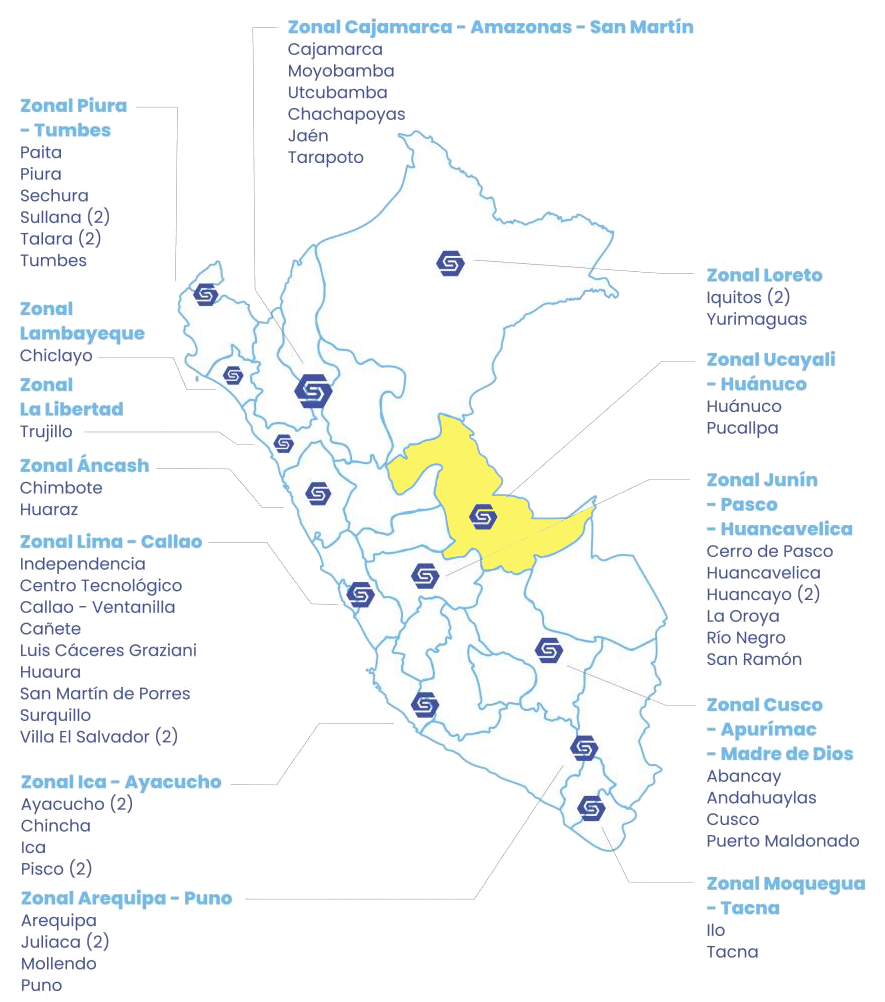 Zonal Cajamarca - Amazonas - San Martín
Cajamarca
Moyobamba
Utcubamba
Chachapoyas
Jaén
Tarapoto
Zonal Piura
- Tumbes
Paita
Piura
Sechura
Sullana (2)
Talara (2)
Tumbes
Zonal
Lambayeque
Chiclayo
Zonal
La Libertad
Trujillo
Zonal Áncash
Chimbote
Huaraz
Zonal Lima - Callao
Independencia
Centro Tecnológico
Callao - Ventanilla
Cañete
Luis Cáceres Graziani
Huaura
San Martín de Porres
Surquillo
Villa El Salvador (2)
Zonal Ica - Ayacucho
Ayacucho (2)
Chincha
Ica
Pisco (2)
Zonal Arequipa - Puno
Arequipa
Juliaca (2)
Mollendo
Puno
Zonal Loreto
Iquitos (2)
Yurimaguas
Zonal Ucayali
- Huánuco
Huánuco
Pucallpa
Zonal Junín
- Pasco
- Huancavelica
Cerro de Pasco
Huancavelica
Huancayo (2)
La Oroya
Río Negro
San Ramón
Zonal Cusco
- Apurímac
- Madre de Dios
Abancay
Andahuaylas
Cusco
Puerto Maldonado
Zonal Moquegua
- Tacna
Ilo
Tacna